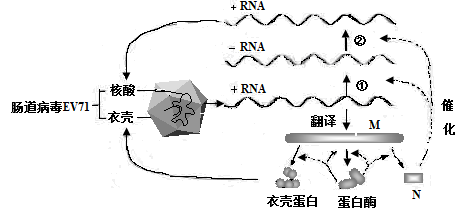 + RNA
②
− RNA
核酸
肠道病毒EV71
衣壳
+ RNA
①
催化
翻译
M
衣壳蛋白
蛋白酶
N